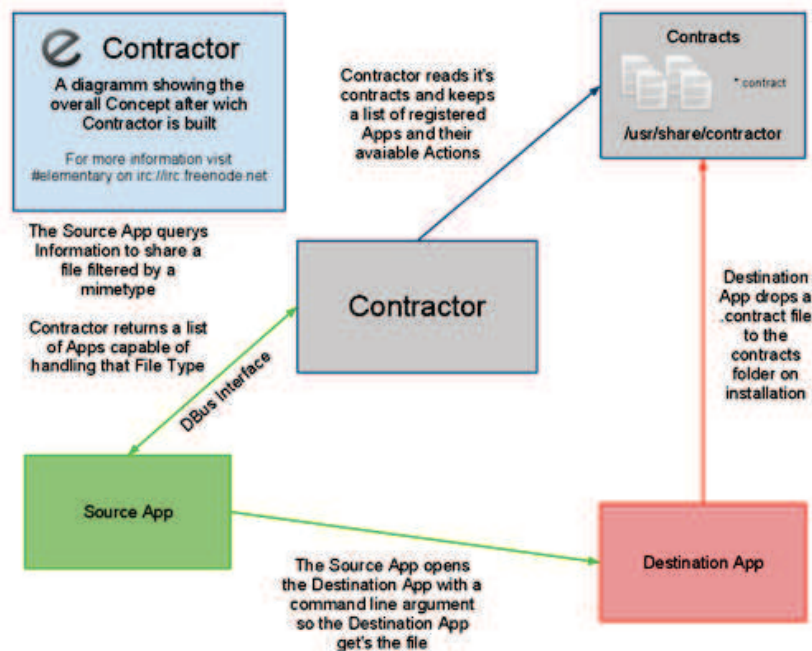 Contractor
A diagramm showing the
overall Concept after wich
Contractor is built
For more information visit
#elementary on irc://irc.freenode.net
Contractor reads it's
contracts and keeps
a list of registered
Apps and their
avaiable Actions
Contracts
*.contract
/usr/share/contractor
The Source App querys
Information to share a
file filtered by a
mimetype
Contractor returns a list
of Apps capable of
handling that File Type
DBus Interface
Contractor
Destination
App drops a
.contract file
to the
contracts
folder on
installation
Source App
The Source App opens
the Destination App with a
command line argument
so the Destination App
get's the file
Destination App